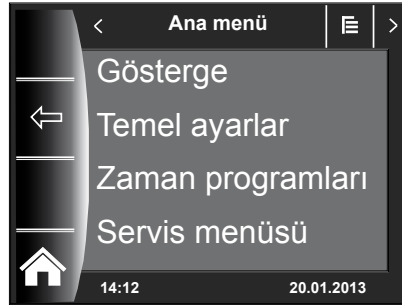 < Ana menü >
Gösterge
Temel ayarlar
Zaman programları
Servis menüsü
14:12 20.01.2013